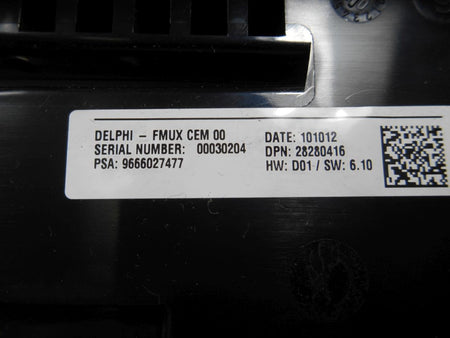 DELPHI - FMUX CEM 00 DATE: 101012
SERIAL NUMBER: 00030204 DPN: 28280416
PSA: 9666027477 HW: D01 / SW: 6.10